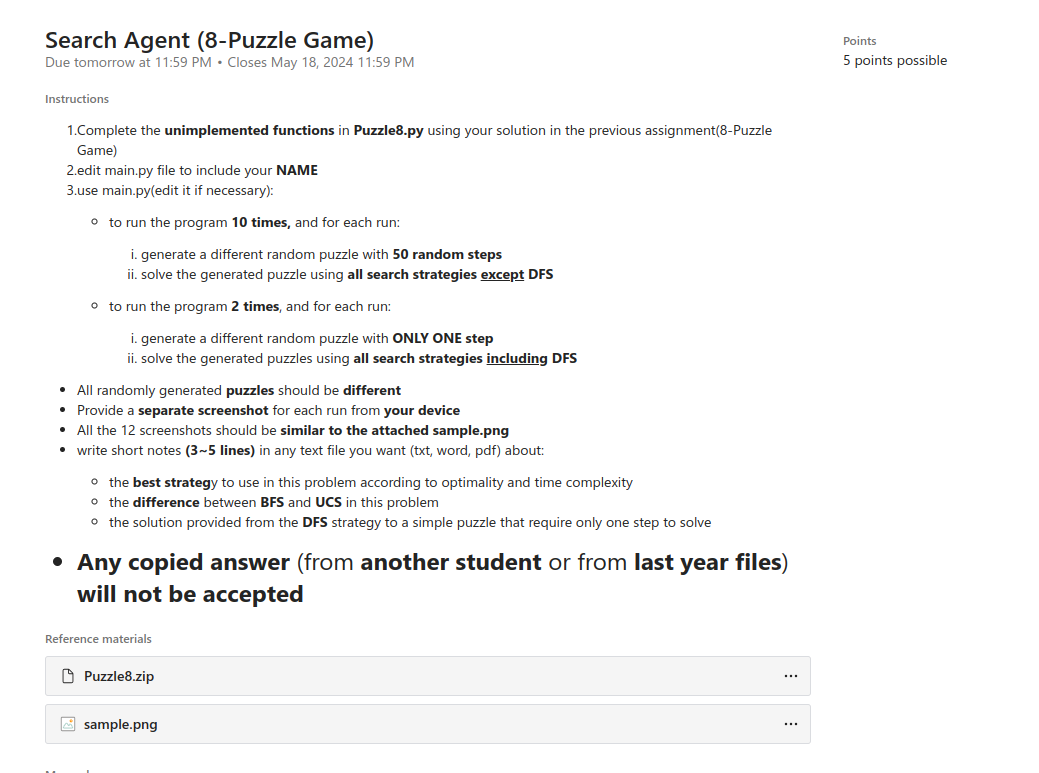 Search Agent (8-Puzzle Game)
Due tomorrow at 11:59 PM • Closes May 18, 2024 11:59 PM
Points
5 points possible
Instructions
1.Complete the unimplemented functions in Puzzle8.py using your solution in the previous assignment(8-Puzzle
Game)
2.edit main.py file to include your NAME
3.use main.py(edit it if necessary):
to run the program 10 times, and for each run:
i. generate a different random puzzle with 50 random steps
ii. solve the generated puzzle using all search strategies except DFS
to run the program 2 times, and for each run:
i. generate a different random puzzle with ONLY ONE step
ii. solve the generated puzzles using all search strategies including DFS
All randomly generated puzzles should be different
Provide a separate screenshot for each run from your device
All the 12 screenshots should be similar to the attached sample.png
write short notes (3~5 lines) in any text file you want (txt, word, pdf) about:
the best strategy to use in this problem according to optimality and time complexity
the difference between BFS and UCS in this problem
the solution provided from the DFS strategy to a simple puzzle that require only one step to solve
Any copied answer (from another student or from last year files)
will not be accepted
Reference materials
Puzzle8.zip
sample.png